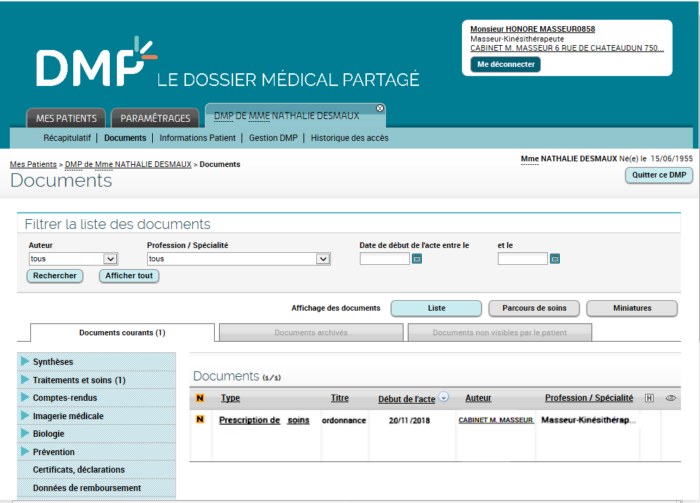 Monsieur HONORE MASSEUR0858
Masseur-Kinésithérapeute
CABINET M. MASSEUR 6 RUE DE CHATEAUDUN 750...
Me déconnecter
DMP LE DOSSIER MÉDICAL PARTAGÉ
MES PATIENTS PARAMÉTRAGES DMP DE MME NATHALIE DESMAUX
Récapitulatif | Documents | Informations Patient | Gestion DMP | Historique des accès
Mes Patients > DMP de Mme NATHALIE DESMAUX > Documents
Mme NATHALIE DESMAUX Né(e) le 15/06/1955
Documents
Quitter ce DMP
Filtrer la liste des documents
Auteur Profession / Spécialité Date de début de l'acte entre le et le
tous tous
Rechercher Afficher tout
Affichage des documents Liste Parcours de soins Miniatures
Documents courants (1) Documents archivés Documents non visibles par le patient
Synthèses
Traitements et soins (1)
Comptes-rendus
Imagerie médicale
Biologie
Prévention
Certificats, déclarations
Données de remboursement
Documents (1/1)
N Type Titre Début de l'acte Auteur Profession / Spécialité H
N Prescription de soins ordonnance 20/11/2018 CABINET M. MASSEUR Masseur-Kinésithérap...